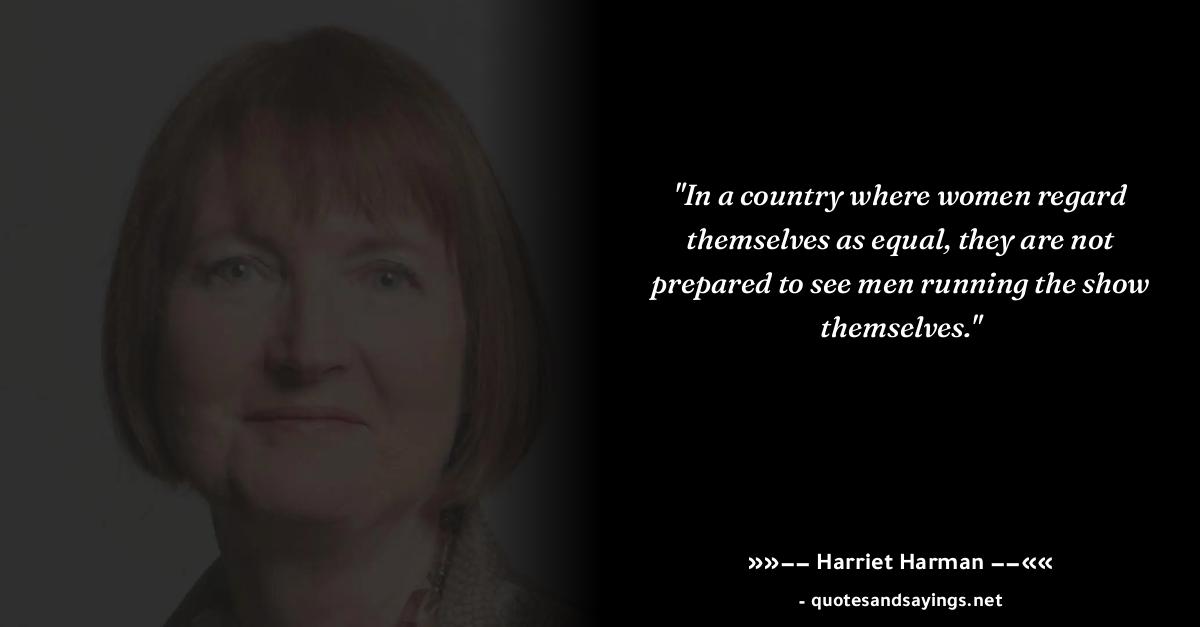 "In a country where women regard
themselves as equal, they are not
prepared to see men running the show
themselves."
»»–– Harriet Harman ––««
- quotesandsayings.net